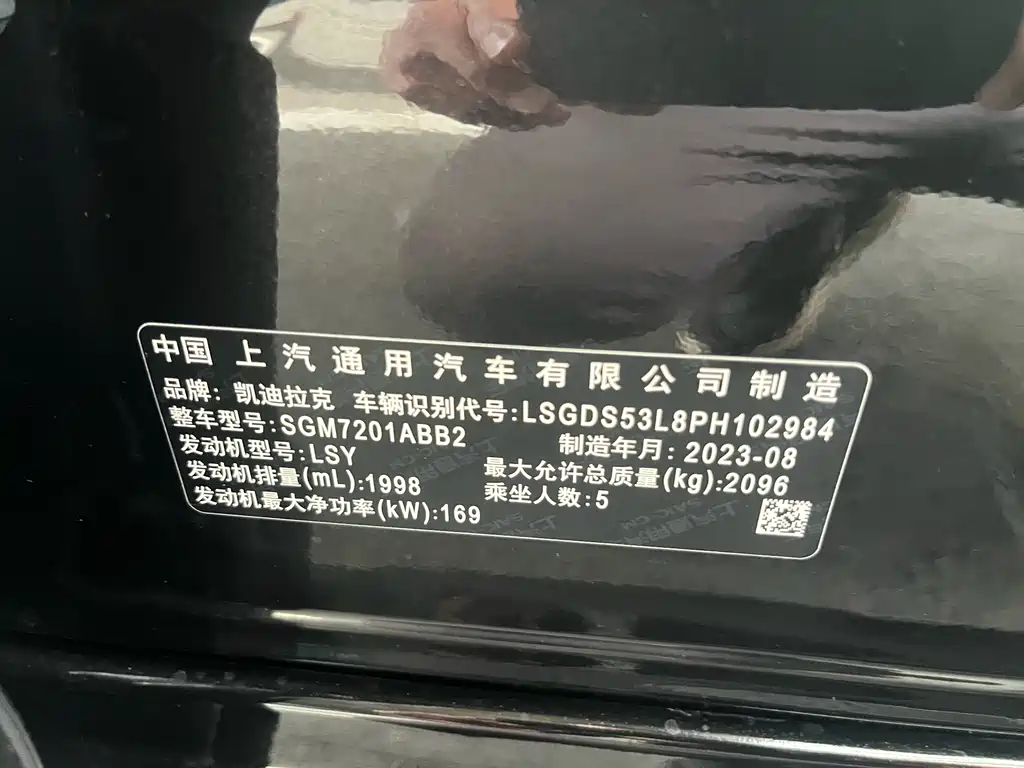 中国 上汽通用汽车有限公司制造
品牌: 凯迪拉克 车辆识别代号:LSGDS53L8PH102984
整车型号:SGM7201ABB2 制造年月: 2023-08
发动机型号:LSY 最大允许总质量(kg):2096
发动机排量(mL):1998 乘坐人数:5
发动机最大净功率(kW):169